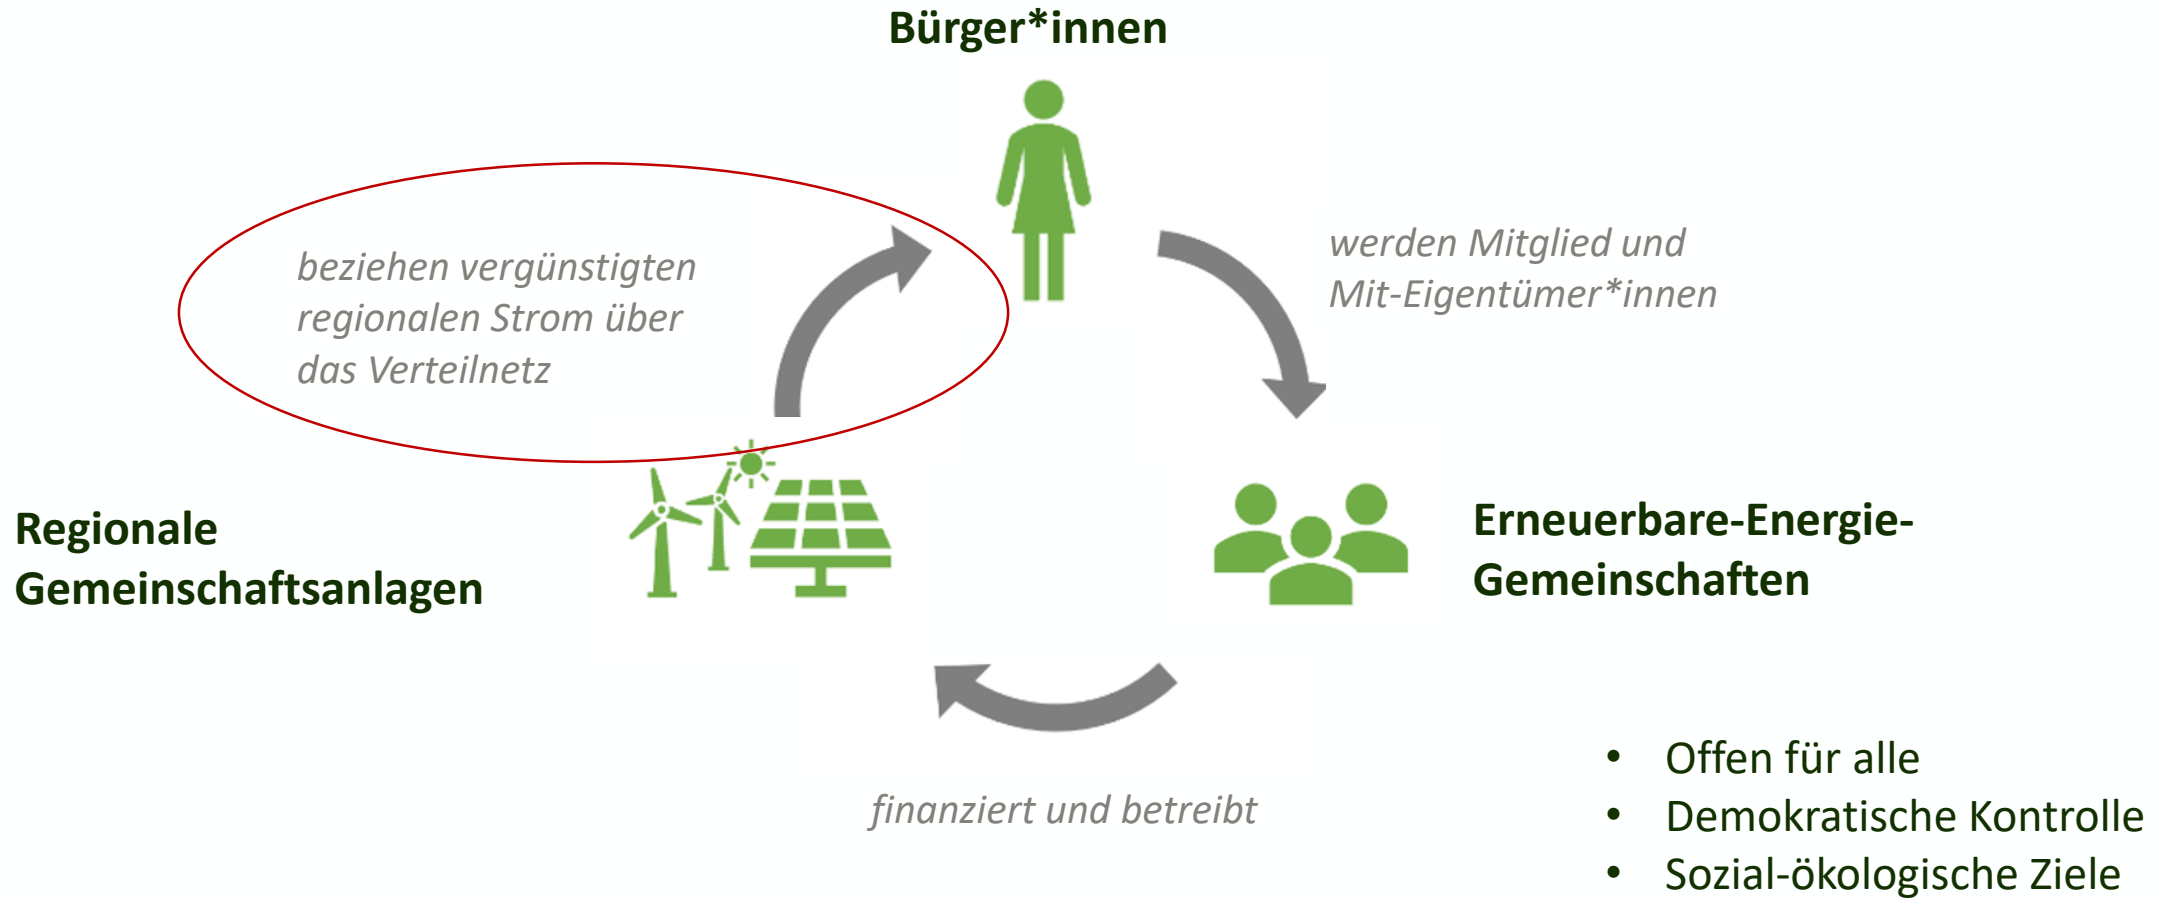 Bürger*innen
beziehen vergünstigten
regionalen Strom über
das Verteilnetz
werden Mitglied und
Mit-Eigentümer*innen
Regionale
Gemeinschaftsanlagen
Erneuerbare-Energie-
Gemeinschaften
finanziert und betreibt
• Offen für alle
• Demokratische Kontrolle
• Sozial-ökologische Ziele